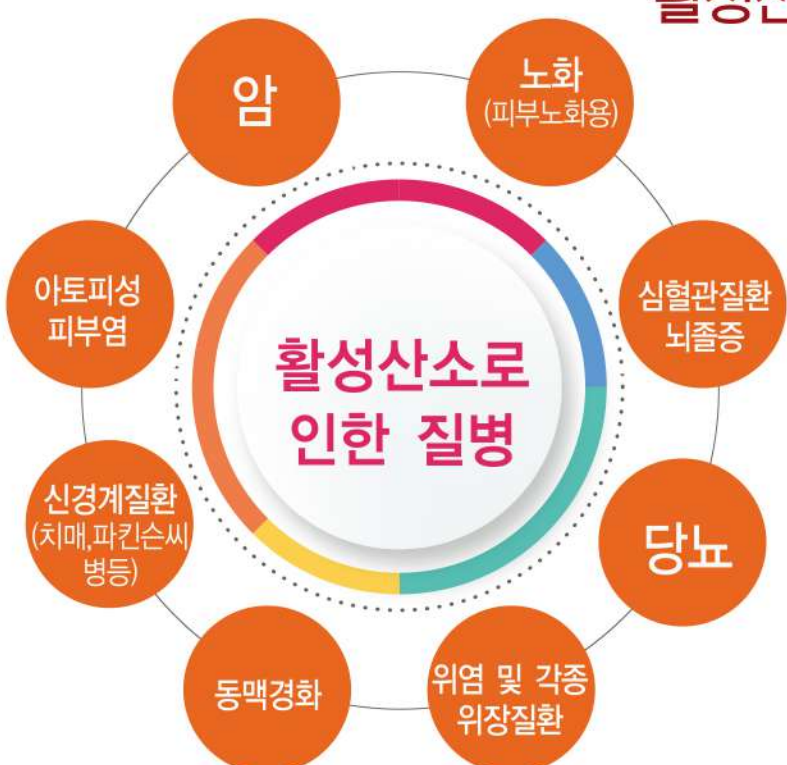 활성산소로
인한 질병
암
노화
(피부노화용)
심혈관질환
뇌졸증
당뇨
위염 및 각종
위장질환
동맥경화
신경계질환
(치매,파킨슨씨
병등)
아토피성
피부염